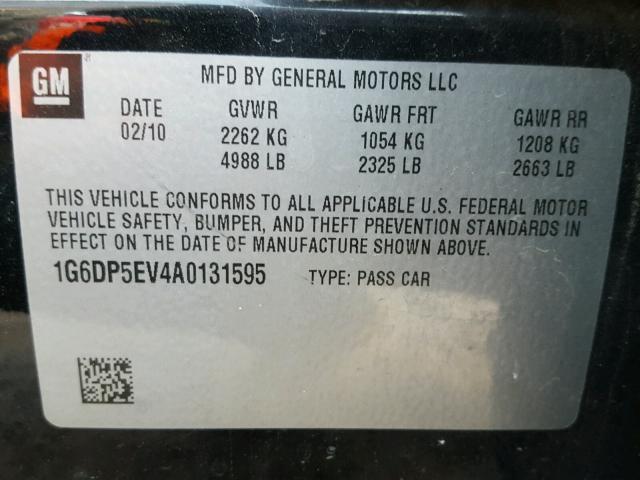 GM
MFD BY GENERAL MOTORS LLC
DATE GVWR GAWR FRT GAWR RR
02/10 2262 KG 1054 KG 1208 KG
4988 LB 2325 LB 2663 LB
THIS VEHICLE CONFORMS TO ALL APPLICABLE U.S. FEDERAL MOTOR
VEHICLE SAFETY, BUMPER, AND THEFT PREVENTION STANDARDS IN
EFFECT ON THE DATE OF MANUFACTURE SHOWN ABOVE.
1G6DP5EV4A0131595 TYPE: PASS CAR